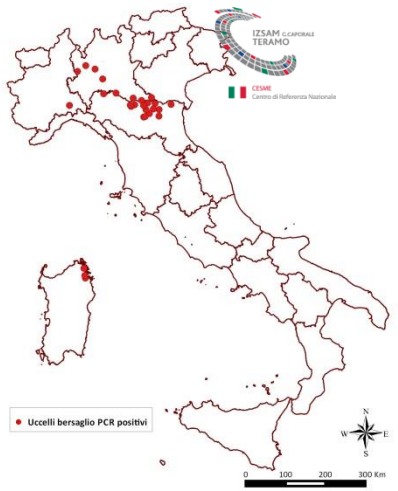 IZSAM G.CAPORALE
TERAMO
CESME
Centro di Referenza Nazionale
Uccelli bersaglio PCR positivi
N
W E
S
0 100 200 300 Km